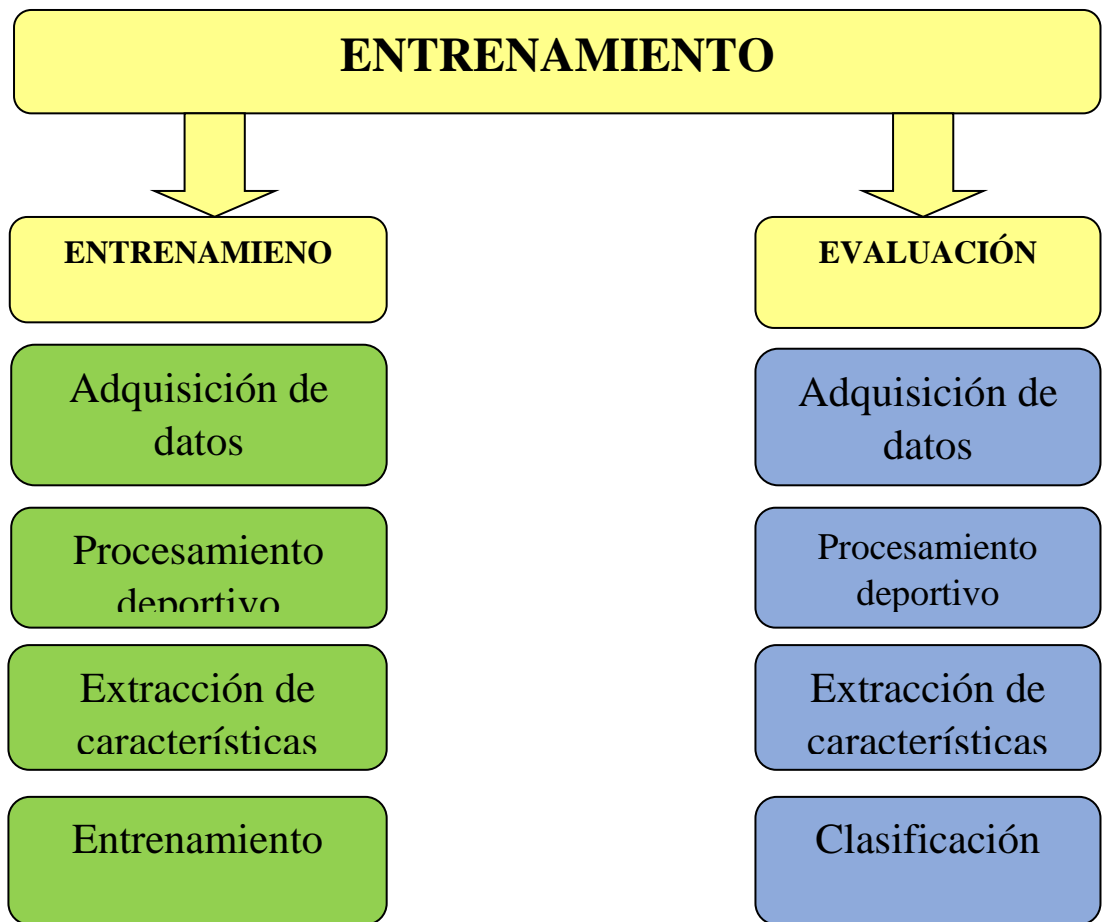 ENTRENAMIENTO
ENTRENAMIENO
EVALUACIÓN
Adquisición de
datos
Adquisición de
datos
Procesamiento
deportivo
Procesamiento
deportivo
Extracción de
características
Extracción de
características
Entrenamiento
Clasificación